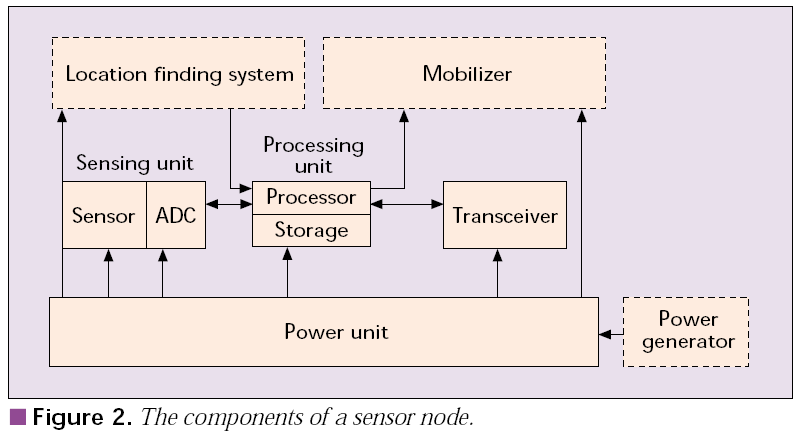 Location finding system
Mobilizer
Sensing unit
Processing
unit
Sensor
ADC
Processor
Storage
Transceiver
Power unit
Power
generator
Figure 2. The components of a sensor node.